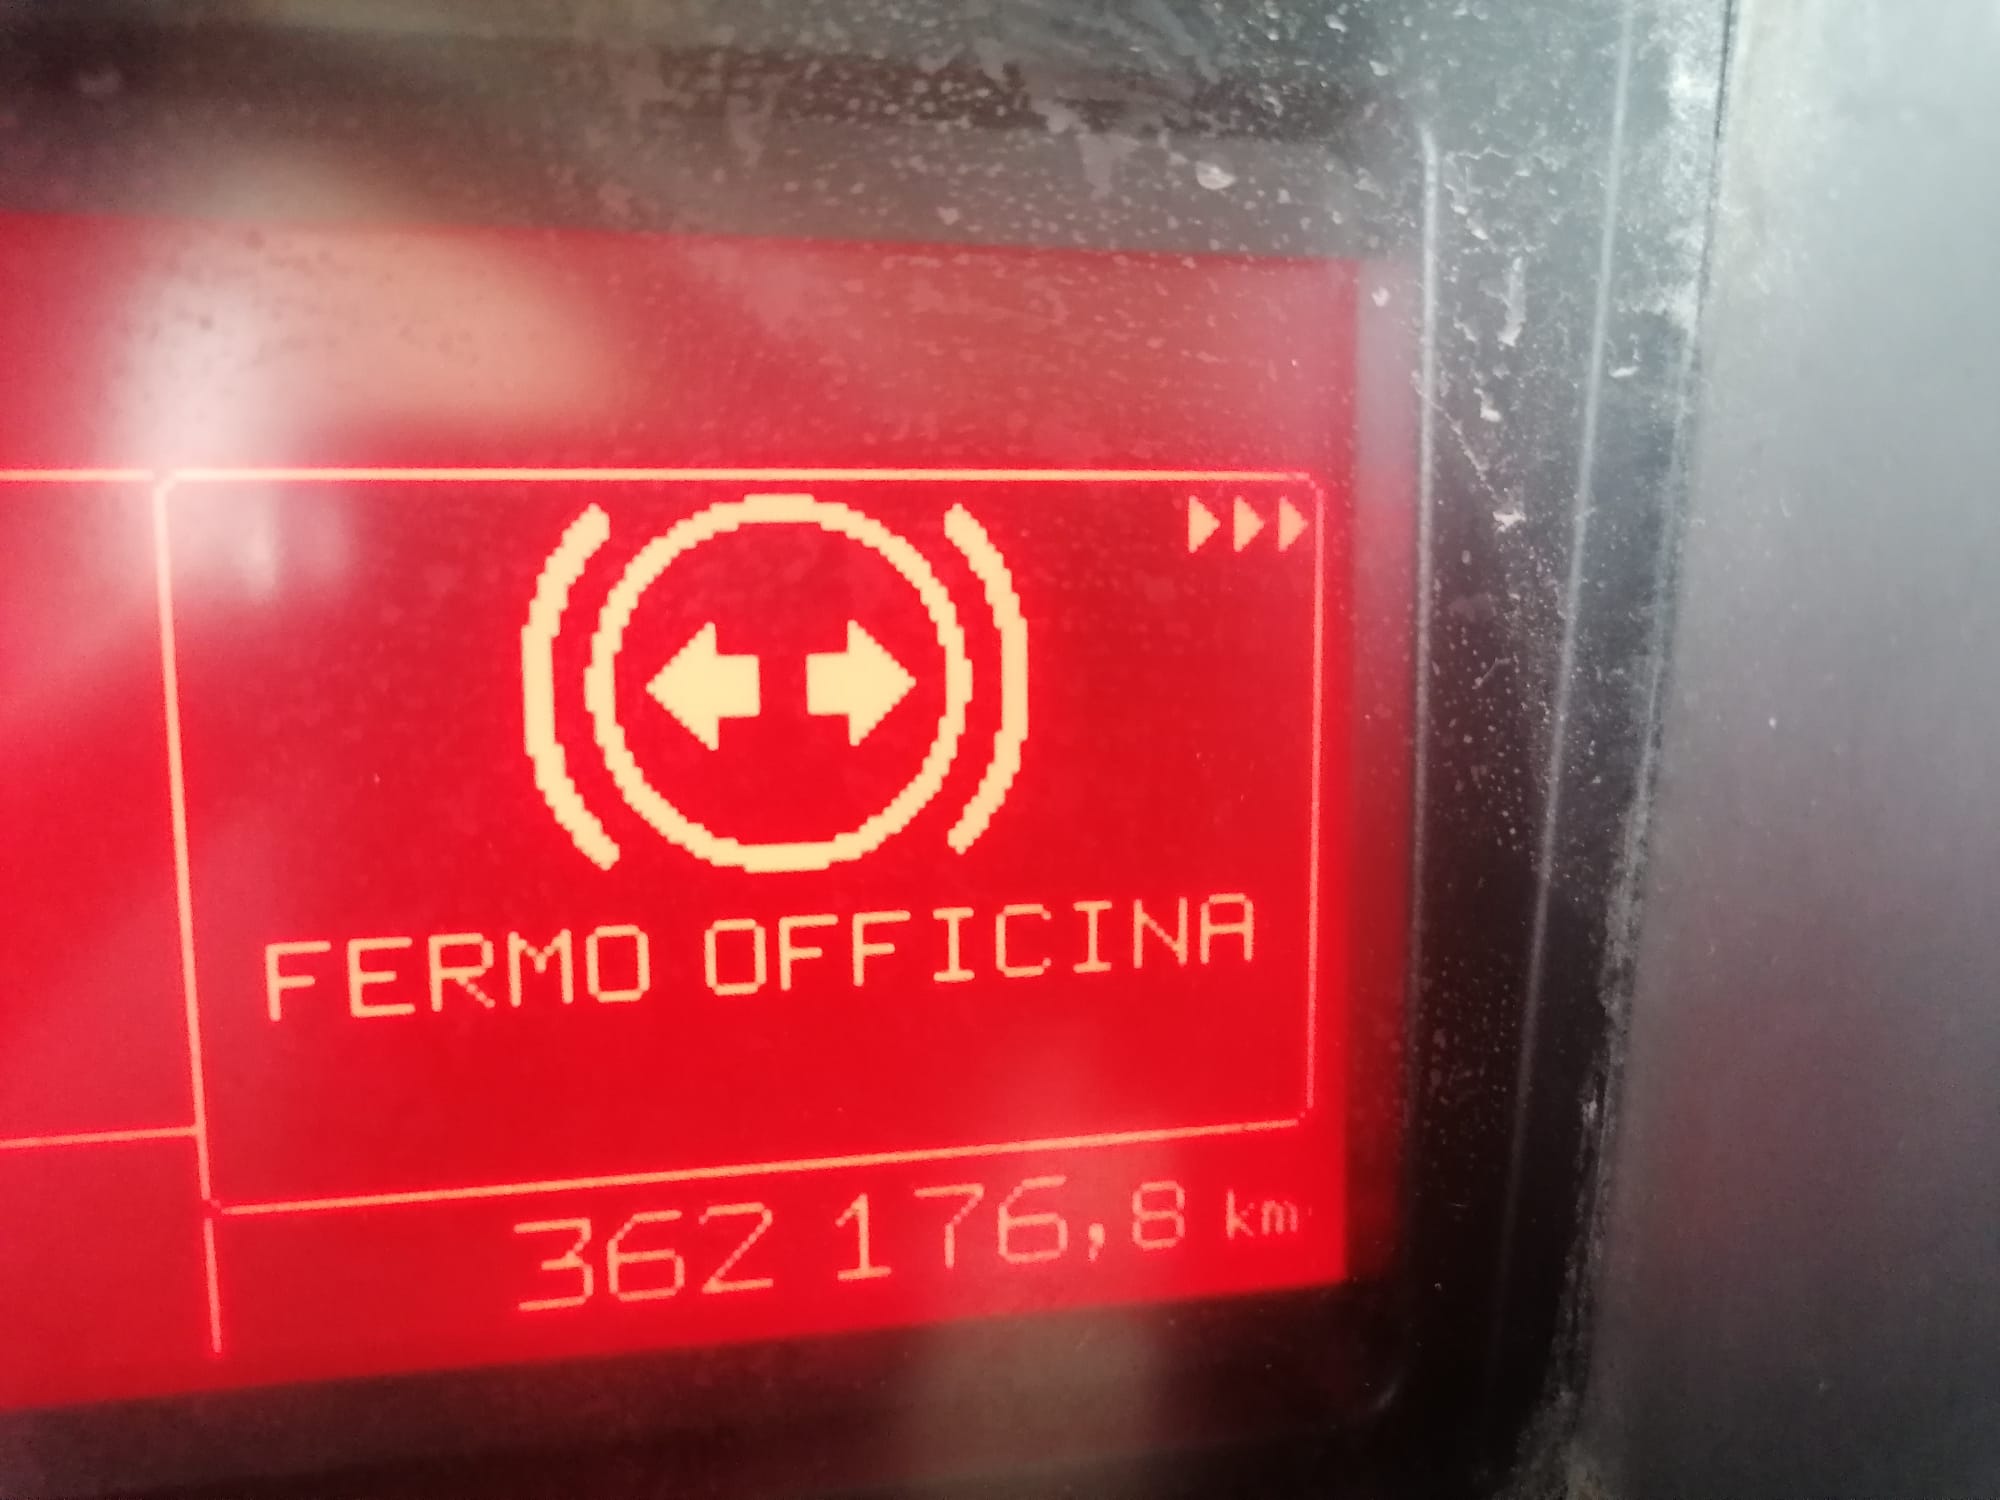 FERMO OFFICINA
362 176,8 km